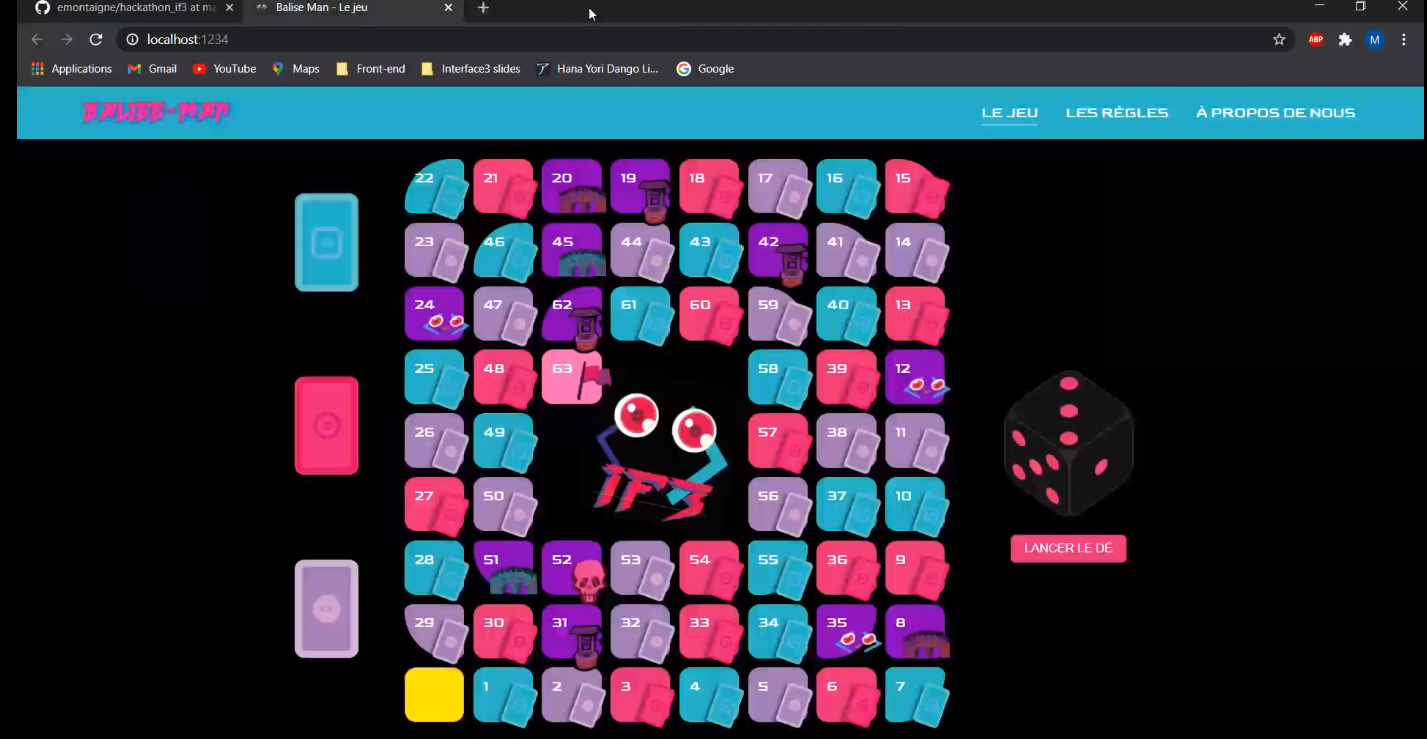 emontaigne/hackathon_if3 at ma
Balise Man - Le jeu
localhost:1234
ABP
M
Applications
Gmail
YouTube
Maps
Front-end
Interface3 slides
Hana Yori Dango Li...
Google
BALISE-MAN
LE JEU
LES RÈGLES
À PROPOS DE NOUS
22 21 20 19 18 17 16 15
23 46 45 44 43 42 41 14
24 47 62 61 60 59 40 13
25 48 63 58 39 12
26 49 57 38 11
27 50 56 37 10
IF3
28 51 52 53 54 55 36 9
29 30 31 32 33 34 35 8
1 2 3 4 5 6 7
LANCER LE DÉ